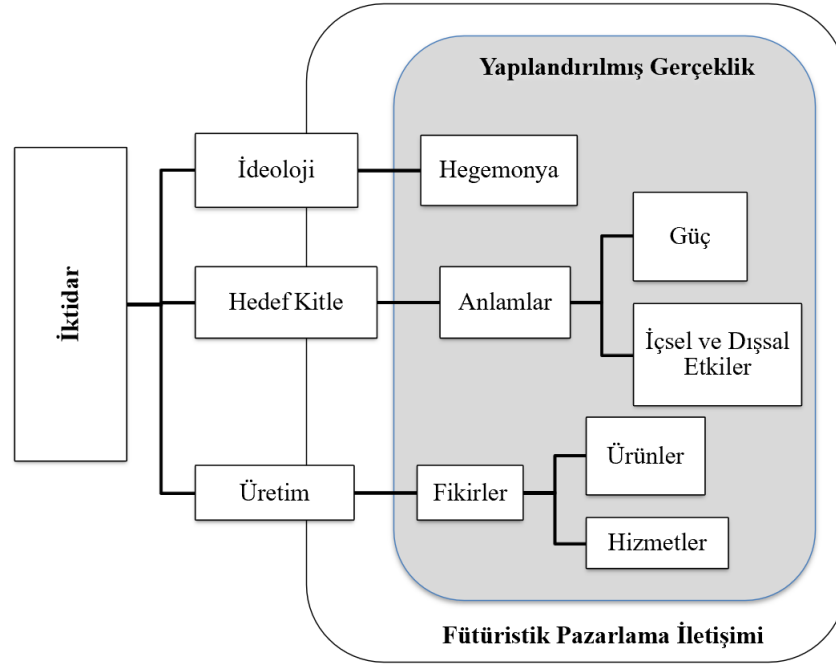 Yapılandırılmış Gerçeklik
İktidar
İdeoloji
Hegemonya
Hedef Kitle
Anlamlar
Güç
İçsel ve Dışsal
Etkiler
Üretim
Fikirler
Ürünler
Hizmetler
Fütüristik Pazarlama İletişimi